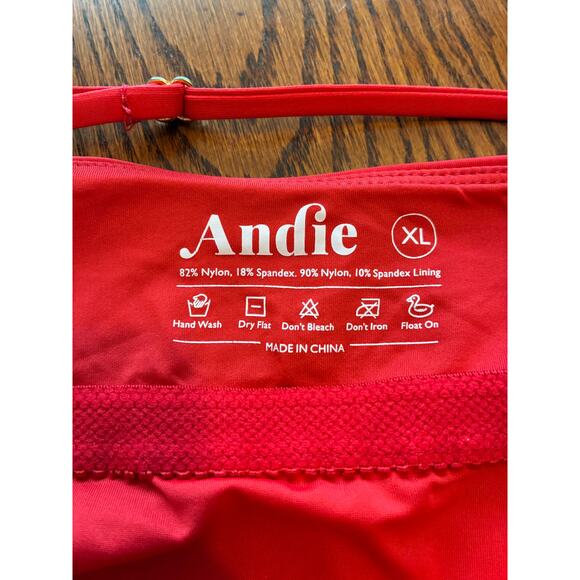 Andie XL
82% Nylon, 18% Spandex. 90% Nylon, 10% Spandex Lining
Hand Wash Dry Flat Don't Bleach Don't Iron Float On
MADE IN CHINA